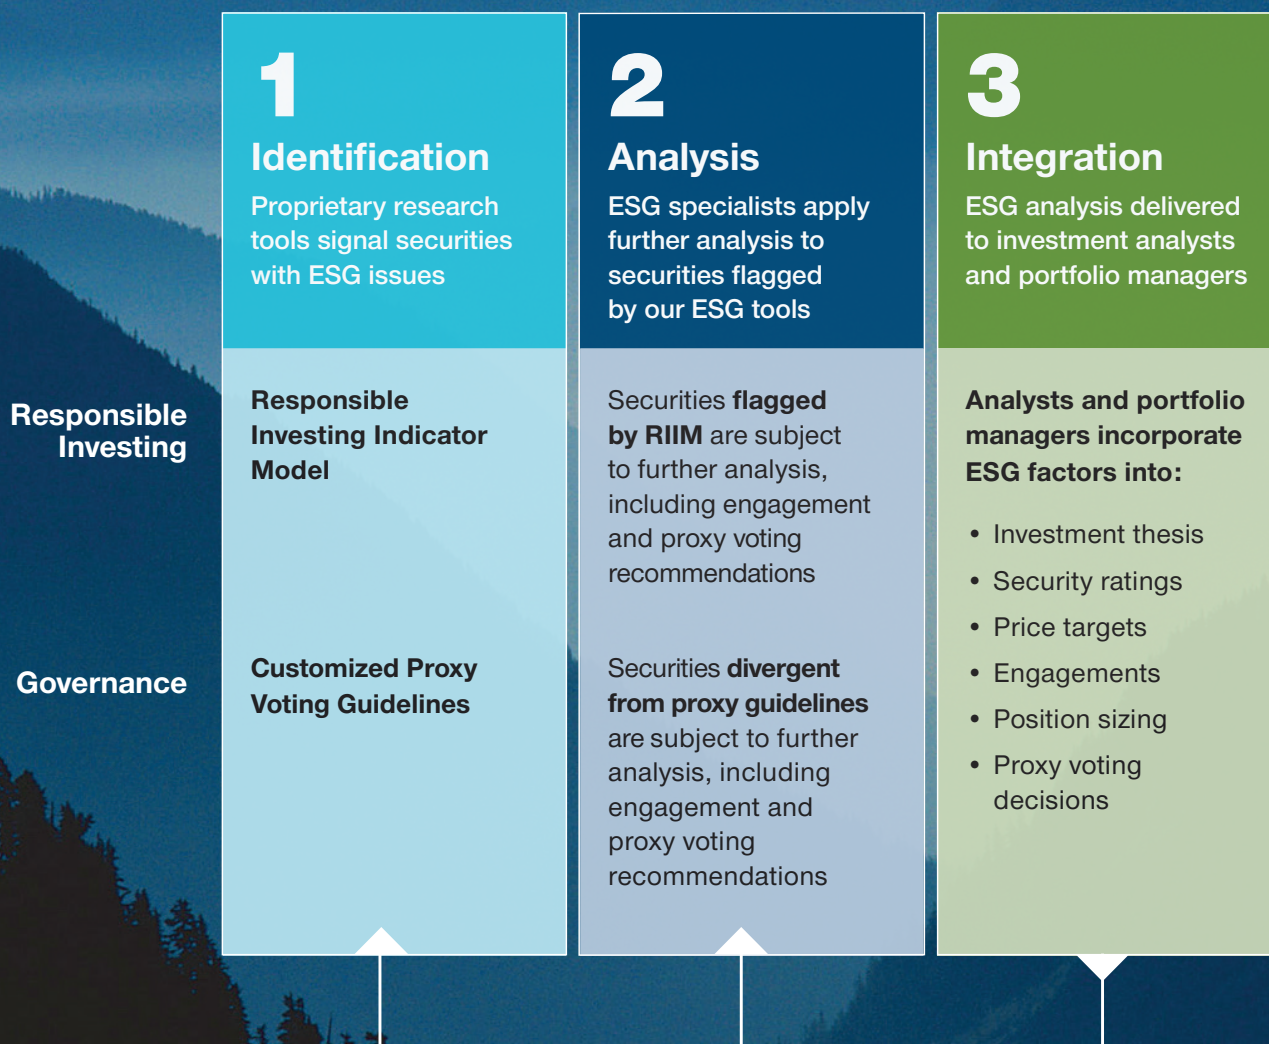 1
Identification
Proprietary research
tools signal securities
with ESG issues
2
Analysis
ESG specialists apply
further analysis to
securities flagged
by our ESG tools
3
Integration
ESG analysis delivered
to investment analysts
and portfolio managers
Responsible
Investing
Responsible
Investing Indicator
Model
Securities flagged
by RIIM are subject
to further analysis,
including engagement
and proxy voting
recommendations
Governance
Customized Proxy
Voting Guidelines
Securities divergent
from proxy guidelines
are subject to further
analysis, including
engagement and
proxy voting
recommendations
Analysts and portfolio
managers incorporate
ESG factors into:
• Investment thesis
• Security ratings
• Price targets
• Engagements
• Position sizing
• Proxy voting
decisions